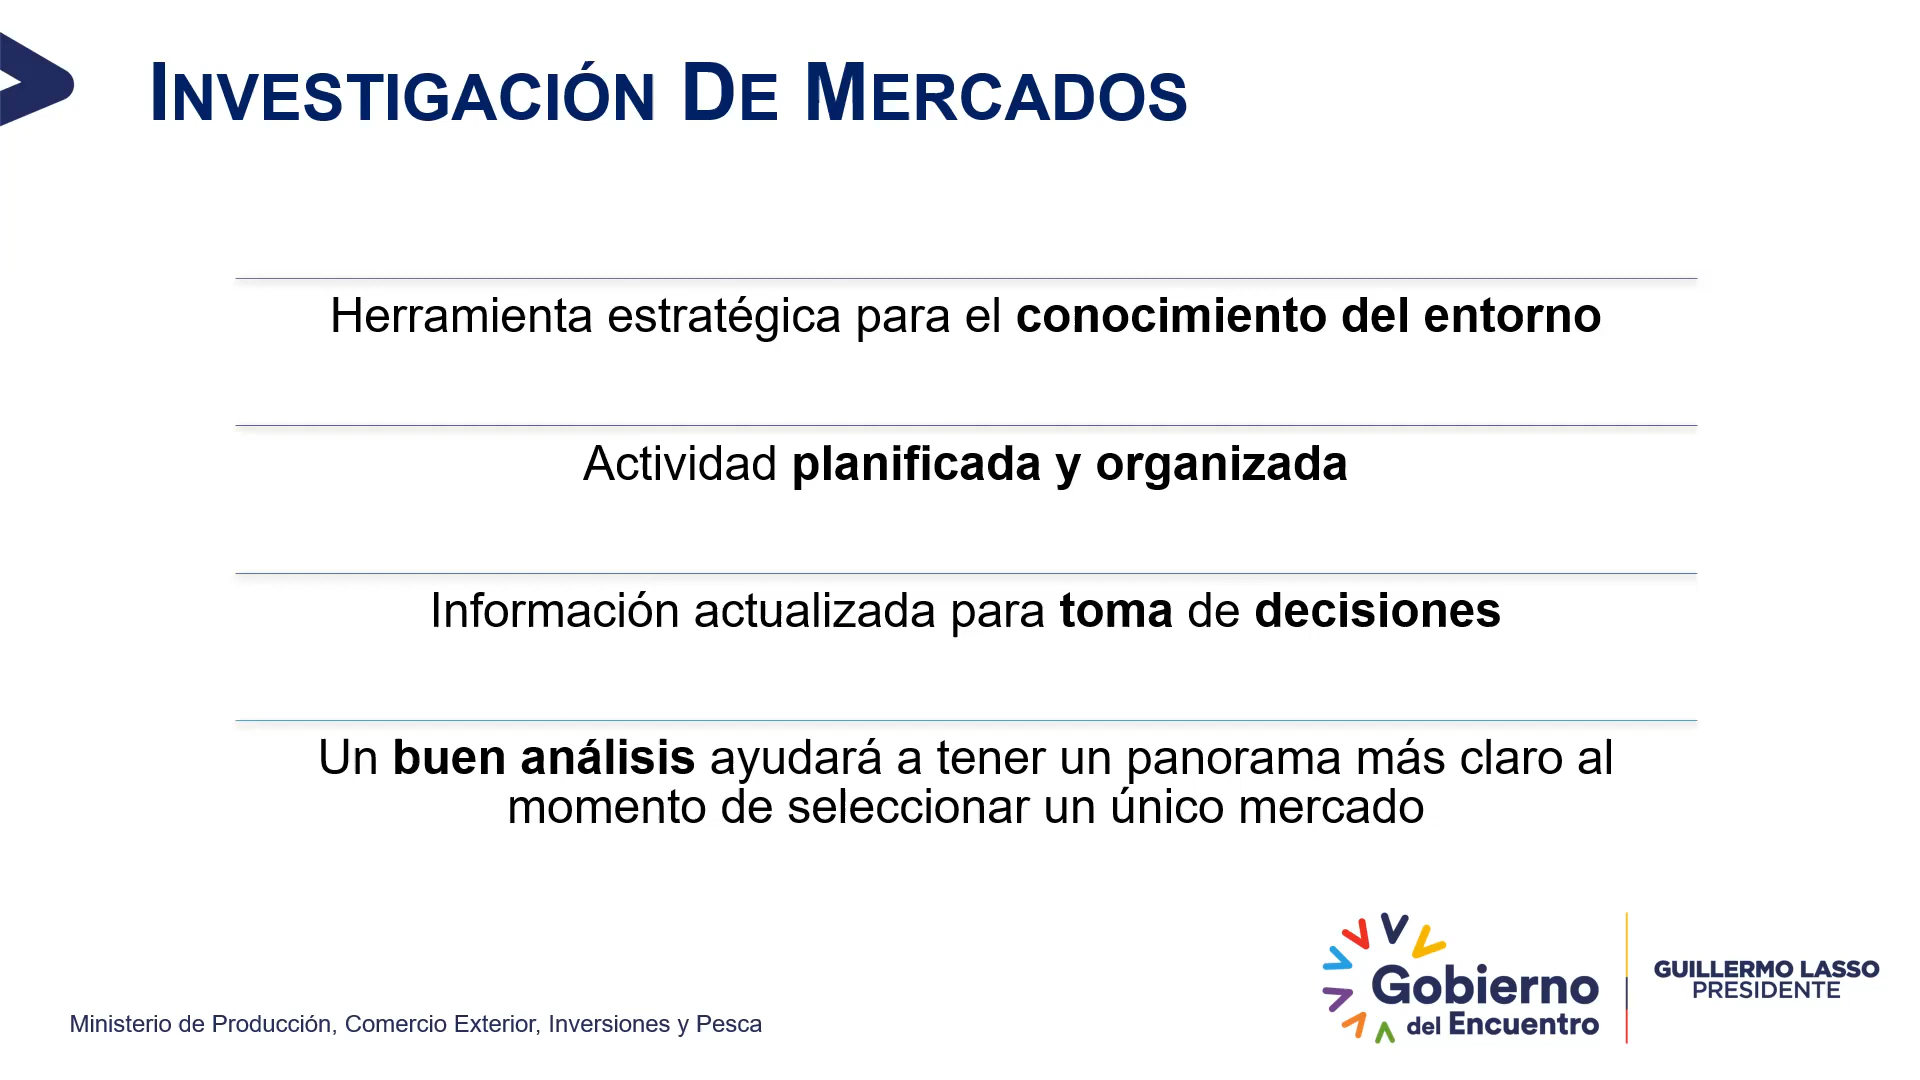 INVESTIGACIÓN DE MERCADOS
Herramienta estratégica para el conocimiento del entorno
Actividad planificada y organizada
Información actualizada para toma de decisiones
Un buen análisis ayudará a tener un panorama más claro al
momento de seleccionar un único mercado
Gobierno
del Encuentro
GUILLERMO LASSO
PRESIDENTE
Ministerio de Producción, Comercio Exterior, Inversiones y Pesca